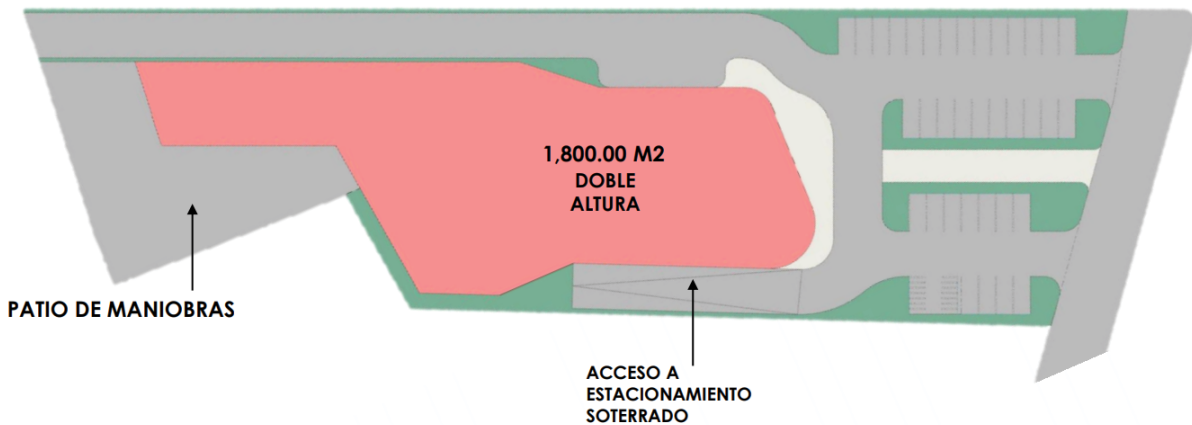 1,800.00 M2
DOBLE
ALTURA
PATIO DE MANIOBRAS
ACCESO A
ESTACIONAMIENTO
SOTERRADO